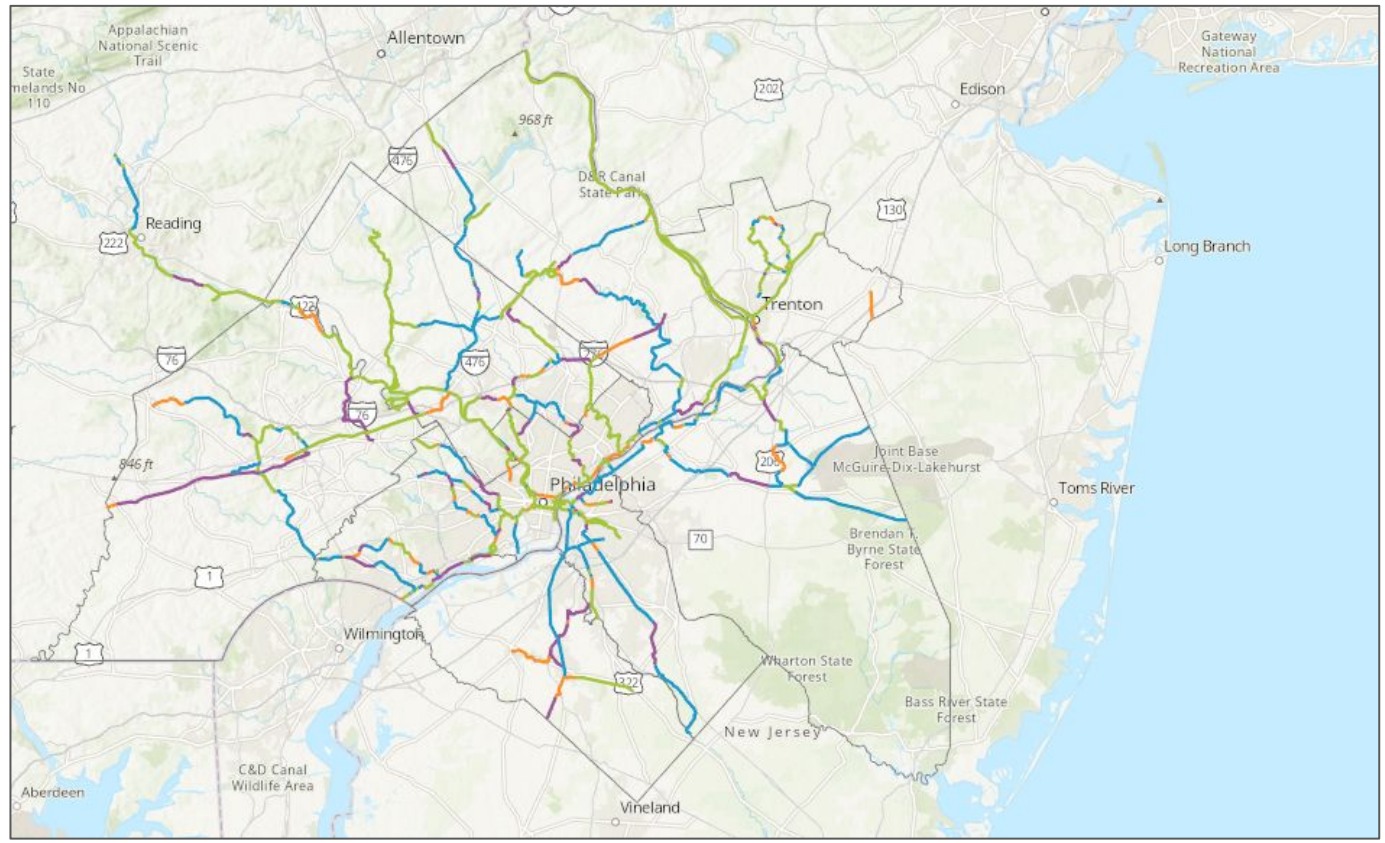 Appalachian
National Scenic
Trail
Allentown
Gateway
National
Recreation Area
State
melands No
110
202
Edison
968 ft
476
D&R Canal
State Park
130
Reading
222
Long Branch
422
Trenton
76
476
276
76
846 ft
206
Joint Base
McGuire-Dix-Lakehurst
Philadelphia
Toms River
70
Brendan T.
Byrne State
Forest
1
Wilmington
1
Wharton State
Forest
322
Bass River State
Forest
New Jersey
C&D Canal
Wildlife Area
Aberdeen
Vineland